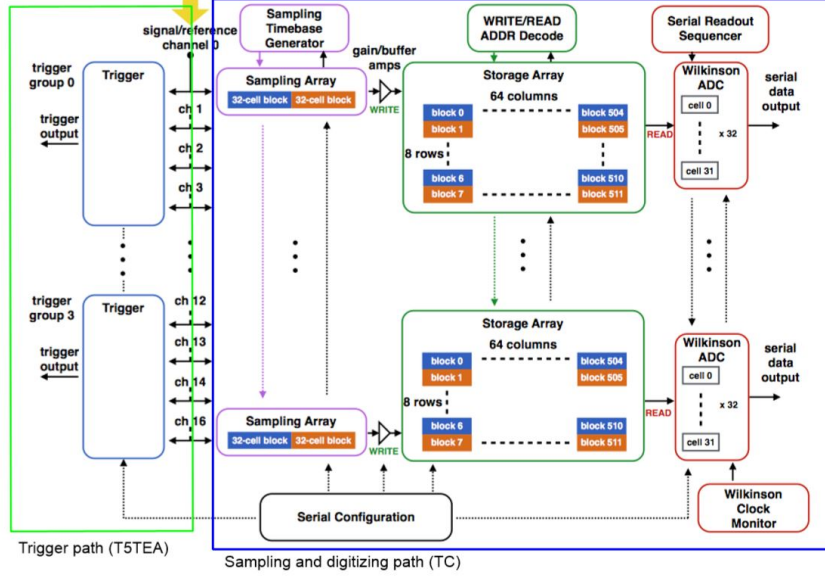 signal/reference
channel 0
Sampling
Timebase
Generator
WRITE/READ
ADDR Decode
Serial Readout
Sequencer
trigger
group 0
Trigger
trigger
output
ch 1
ch 2
ch 3
Sampling Array
32-cell block
32-cell block
gain/buffer
amps
WRITE
Storage Array
64 columns
block 0
block 1
block 504
block 505
8 rows
block 6
block 7
block 510
block 511
READ
Wilkinson
ADC
cell 0
x 32
cell 31
serial
data
output
trigger
group 3
Trigger
trigger
output
ch 12
ch 13
ch 14
ch 16
Sampling Array
32-cell block
32-cell block
WRITE
Storage Array
64 columns
block 0
block 1
block 504
block 505
8 rows
block 6
block 7
block 510
block 511
READ
Wilkinson
ADC
cell 0
x 32
cell 31
serial
data
output
Serial Configuration
Wilkinson
Clock
Monitor
Trigger path (T5TEA)
Sampling and digitizing path (TC)